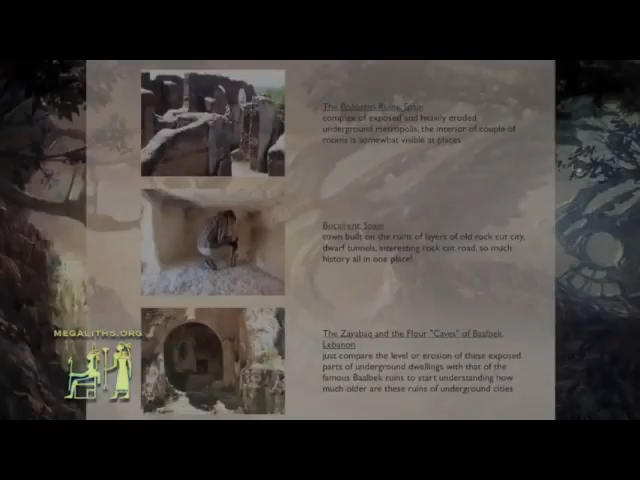 The Bobastro Ruins, Spain
complex of exposed and heavily eroded
underground metropolis, the interior of couple of
rooms is somewhat visible at places
Bocairent, Spain
town built on the ruins of layers of old rock cut city,
dwarf tunnels, interesting rock cut road, so much
history all in one place!
MEGALITHS.ORG
The Zayabaq and the Flour "Caves" of Baalbek,
Lebanon
just compare the level or erosion of these exposed
parts of underground dwellings with that of the
famous Baalbek ruins to start understanding how
much older are these ruins of underground cities